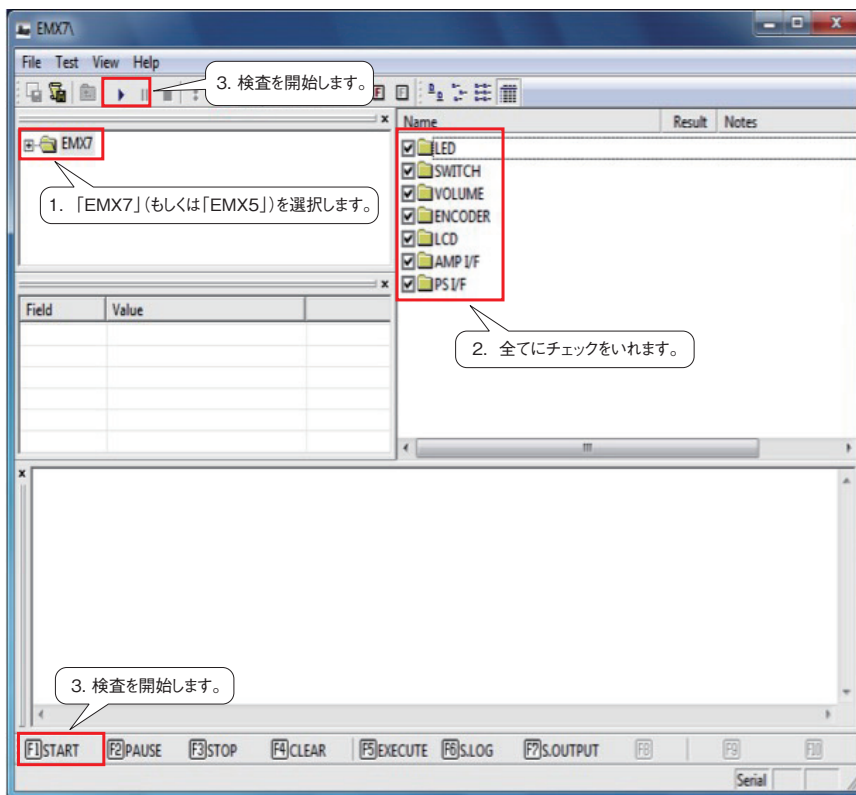 EMX7\
File Test View Help
3. 検査を開始します。
F F
EMX7
1. 「EMX7」(もしくは「EMX5」)を選択します。
Name Result Notes
LED
SWITCH
VOLUME
ENCODER
LCD
AMP I/F
PS I/F
2. 全てにチェックをいれます。
Field Value
3. 検査を開始します。
F1 START F2 PAUSE F3 STOP F4 CLEAR F5 EXECUTE F6 S.LOG F7 S.OUTPUT F8 F9 F10
Serial